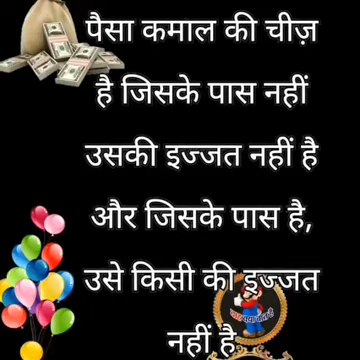 पैसा कमाल की चीज़
है जिसके पास नहीं
उसकी इज्जत नहीं है
और जिसके पास है,
उसे किसी की इज्जत
नहीं है